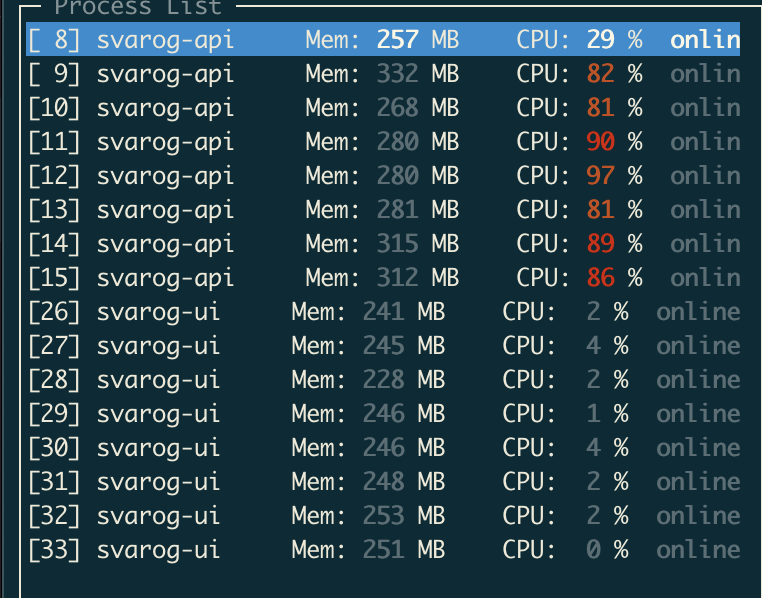 Process List
[ 8] svarog-api Mem: 257 MB CPU: 29 % onlin
[ 9] svarog-api Mem: 332 MB CPU: 82 % onlin
[10] svarog-api Mem: 268 MB CPU: 81 % onlin
[11] svarog-api Mem: 280 MB CPU: 90 % onlin
[12] svarog-api Mem: 280 MB CPU: 97 % onlin
[13] svarog-api Mem: 281 MB CPU: 81 % onlin
[14] svarog-api Mem: 315 MB CPU: 89 % onlin
[15] svarog-api Mem: 312 MB CPU: 86 % onlin
[26] svarog-ui Mem: 241 MB CPU: 2 % online
[27] svarog-ui Mem: 245 MB CPU: 4 % online
[28] svarog-ui Mem: 228 MB CPU: 2 % online
[29] svarog-ui Mem: 246 MB CPU: 1 % online
[30] svarog-ui Mem: 246 MB CPU: 4 % online
[31] svarog-ui Mem: 248 MB CPU: 2 % online
[32] svarog-ui Mem: 253 MB CPU: 2 % online
[33] svarog-ui Mem: 251 MB CPU: 0 % online